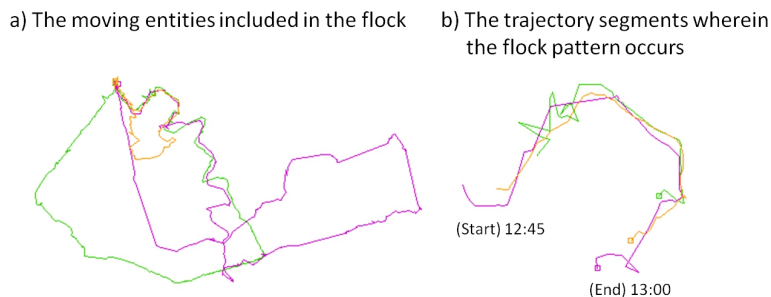 a) The moving entities included in the flock
b) The trajectory segments wherein
the flock pattern occurs
(Start) 12:45
(End) 13:00